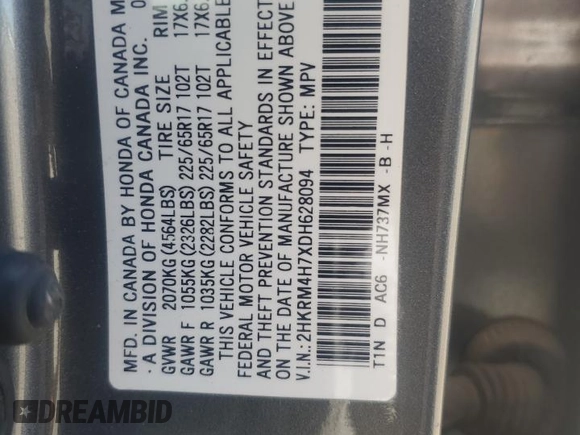 MFD. IN CANADA BY HONDA OF CANADA M
· A DIVISION OF HONDA CANADA INC. 0
GVWR 2070KG (4564LBS) TIRE SIZE RIM
GAWR F 1055KG (2326LBS) 225/65R17 102T 17X6.
GAWR R 1035KG (2282LBS) 225/65R17 102T 17X6.
THIS VEHICLE CONFORMS TO ALL APPLICABLE
FEDERAL MOTOR VEHICLE SAFETY
AND THEFT PREVENTION STANDARDS IN EFFECT
ON THE DATE OF MANUFACTURE SHOWN ABOVE
V.I.N: 2HKRM4H7XDH628094 TYPE: MPV
T1N D AC6 -NH737MX -B -H
DREAMBID